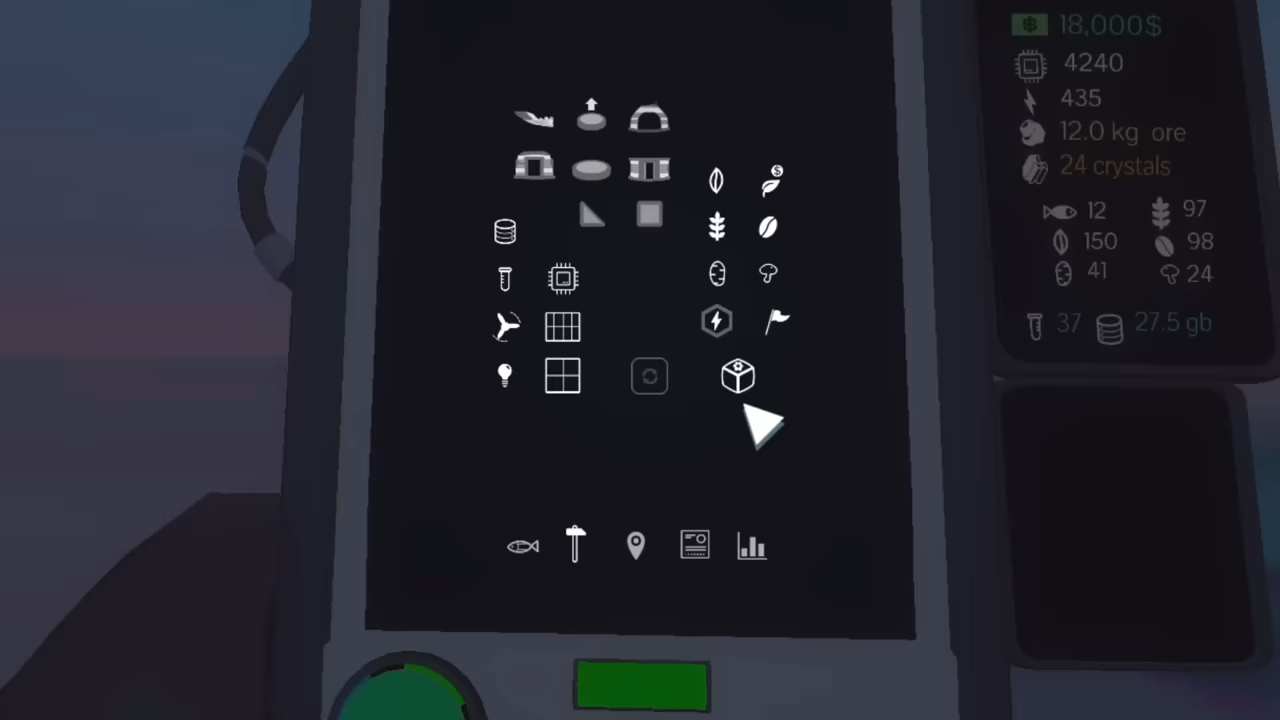 $ 18,000$
4240
435
12.0 kg ore
24 crystals
12 97
150 98
41 24
37 27.5 gb
$